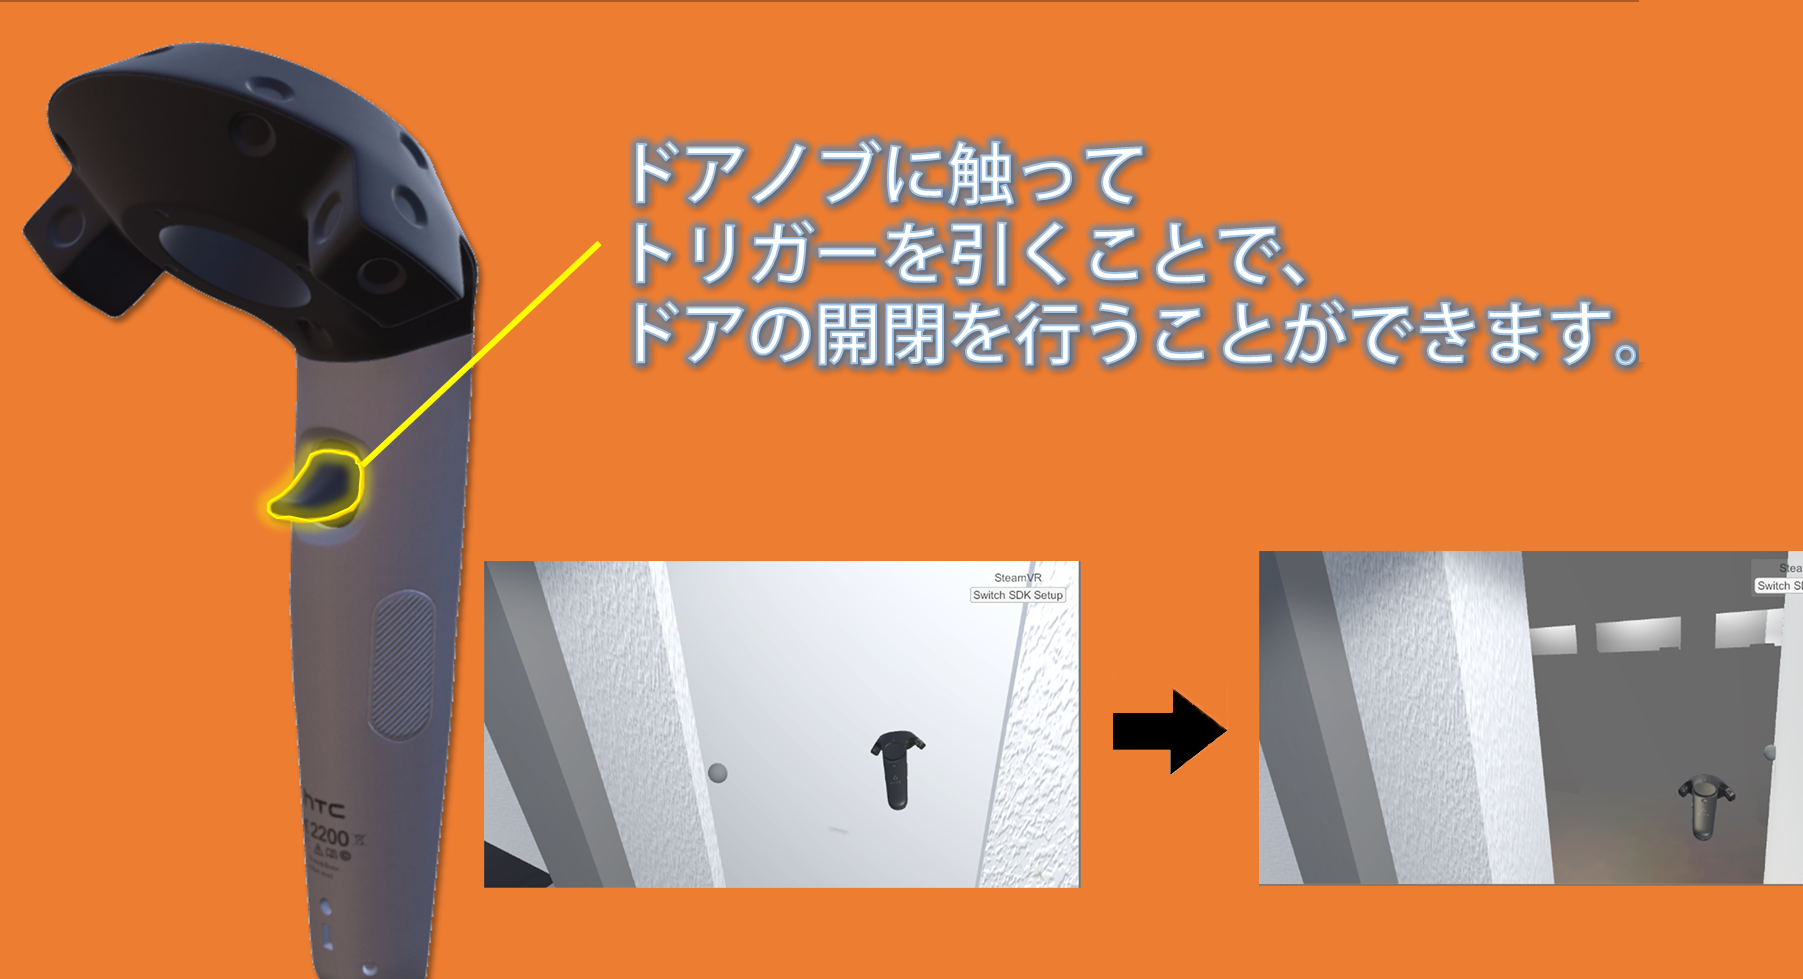 ドアノブに触って
トリガーを引くことで、
ドアの開閉を行うことができます。
SteamVR
Switch SDK Setup
Stea
Switch S
hTC
2200